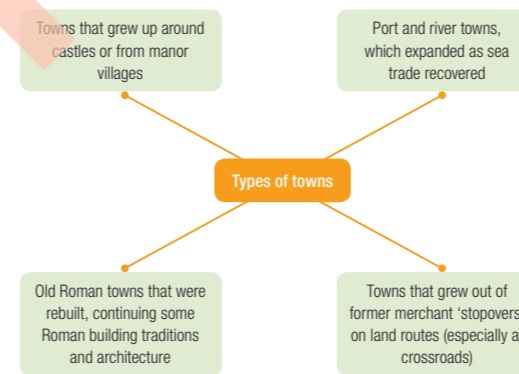 Towns that grew up around
castles or from manor
villages
Port and river towns,
which expanded as sea
trade recovered
Types of towns
Old Roman towns that were
rebuilt, continuing some
Roman building traditions
and architecture
Towns that grew out of
former merchant ‘stopovers
on land routes (especially a
crossroads)